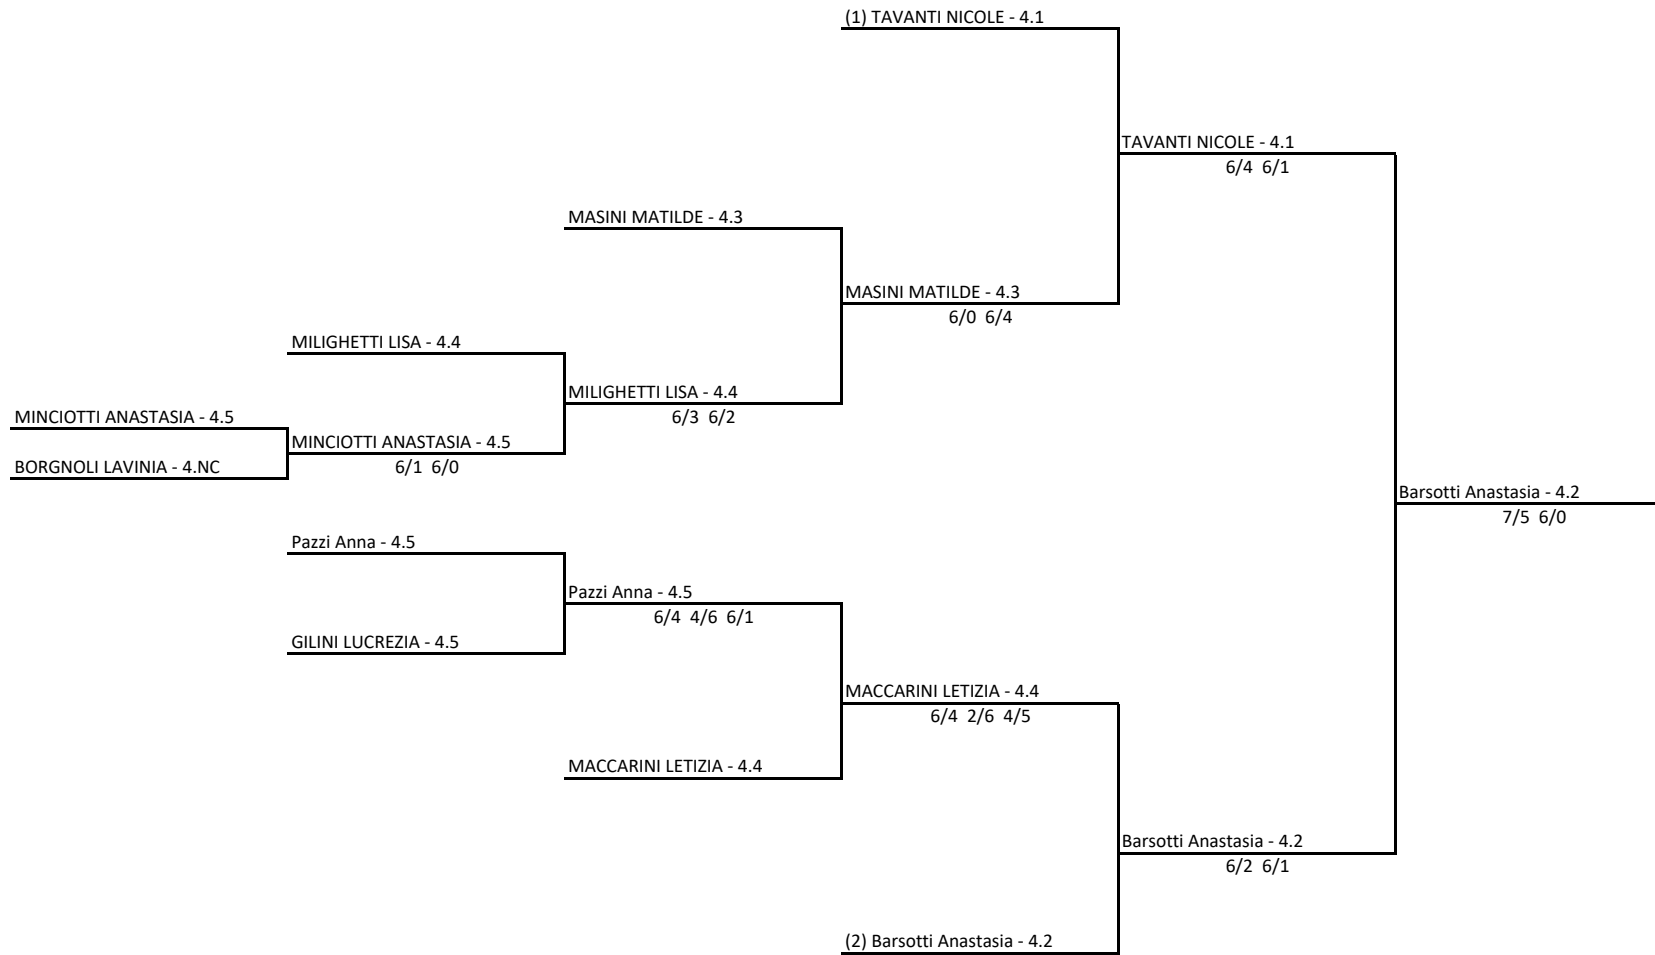 (1) TAVANTI NICOLE - 4.1
TAVANTI NICOLE - 4.1
6/4 6/1
MASINI MATILDE - 4.3
MASINI MATILDE - 4.3
6/0 6/4
MILIGHETTI LISA - 4.4
MILIGHETTI LISA - 4.4
6/3 6/2
MINCIOTTI ANASTASIA - 4.5
MINCIOTTI ANASTASIA - 4.5
6/1 6/0
BORGNOLI LAVINIA - 4.NC
Barsotti Anastasia - 4.2
7/5 6/0
Pazzi Anna - 4.5
Pazzi Anna - 4.5
6/4 4/6 6/1
GILINI LUCREZIA - 4.5
MACCARINI LETIZIA - 4.4
6/4 2/6 4/5
MACCARINI LETIZIA - 4.4
Barsotti Anastasia - 4.2
6/2 6/1
(2) Barsotti Anastasia - 4.2